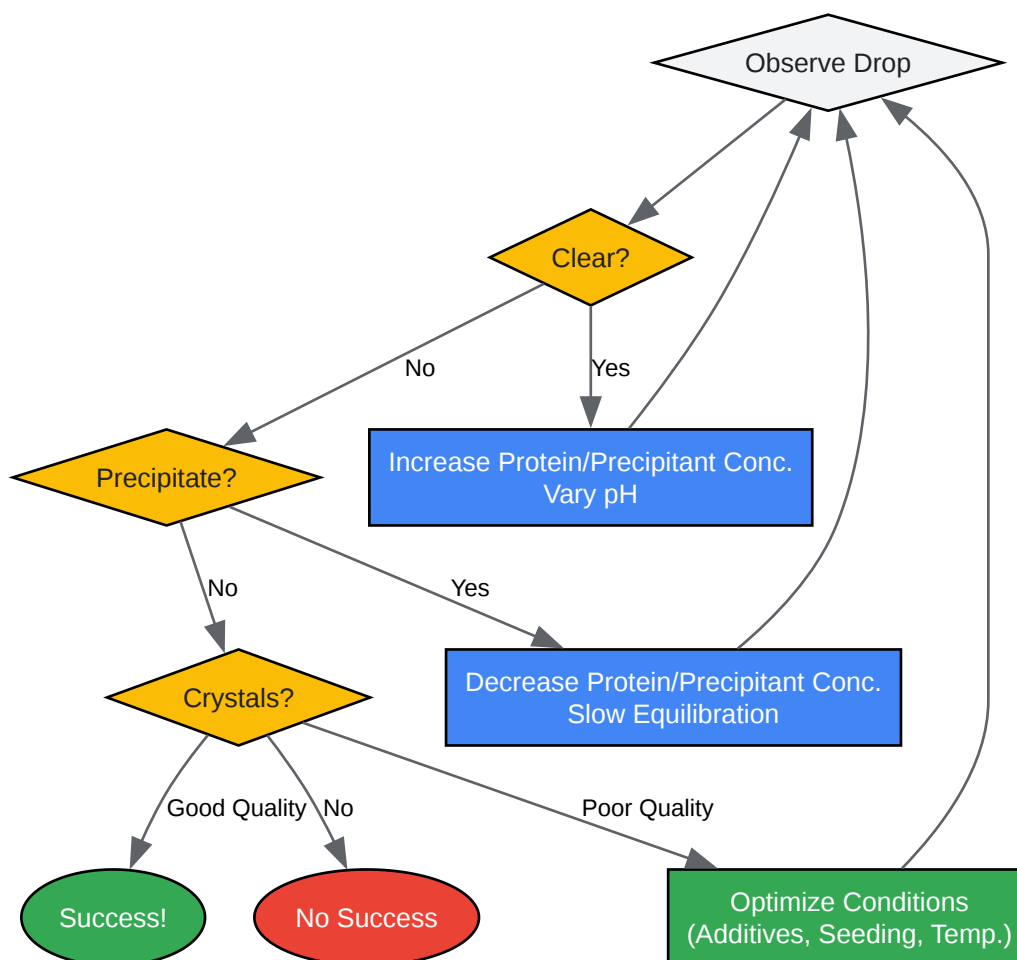 Observe Drop
Clear?
No
Yes
Precipitate?
Increase Protein/Precipitant Conc.
Vary pH
No
Yes
Crystals?
Decrease Protein/Precipitant Conc.
Slow Equilibration
Good Quality
No
Poor Quality
Success!
No Success
Optimize Conditions
(Additives, Seeding, Temp.)